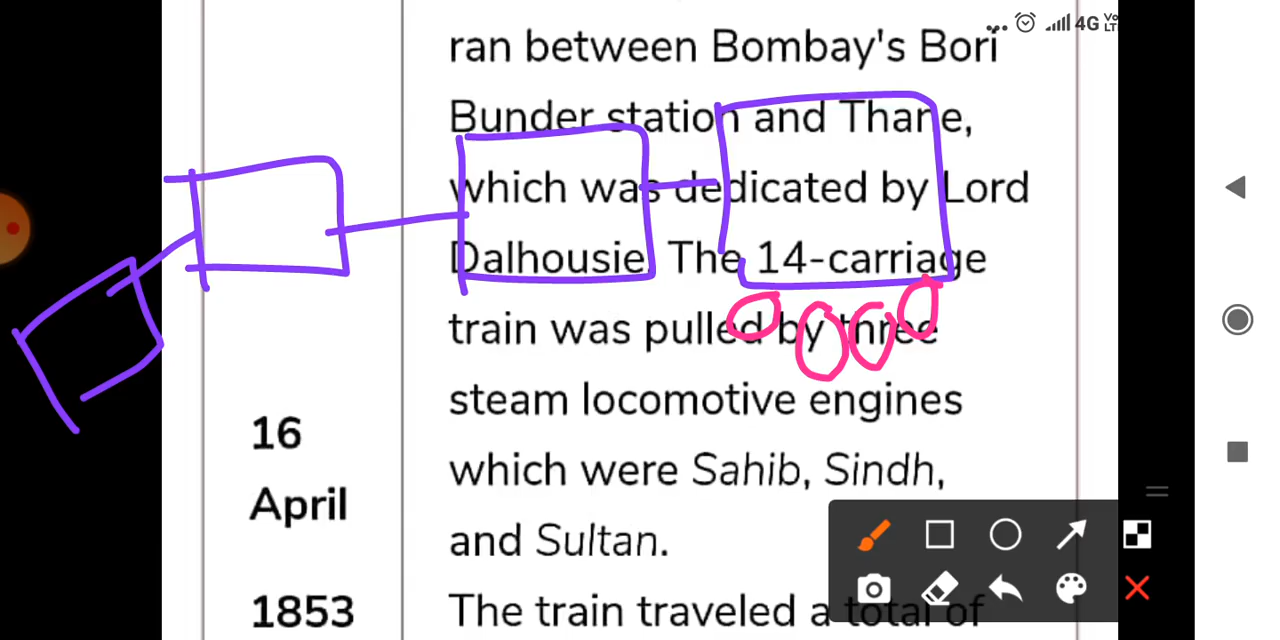 4G VoLTE
ran between Bombay's Bori
Bunder station and Thane,
which was dedicated by Lord
Dalhousie. The 14-carriage
train was pulled by three
steam locomotive engines
which were Sahib, Sindh,
and Sultan.
The train traveled a total of
16
April
1853